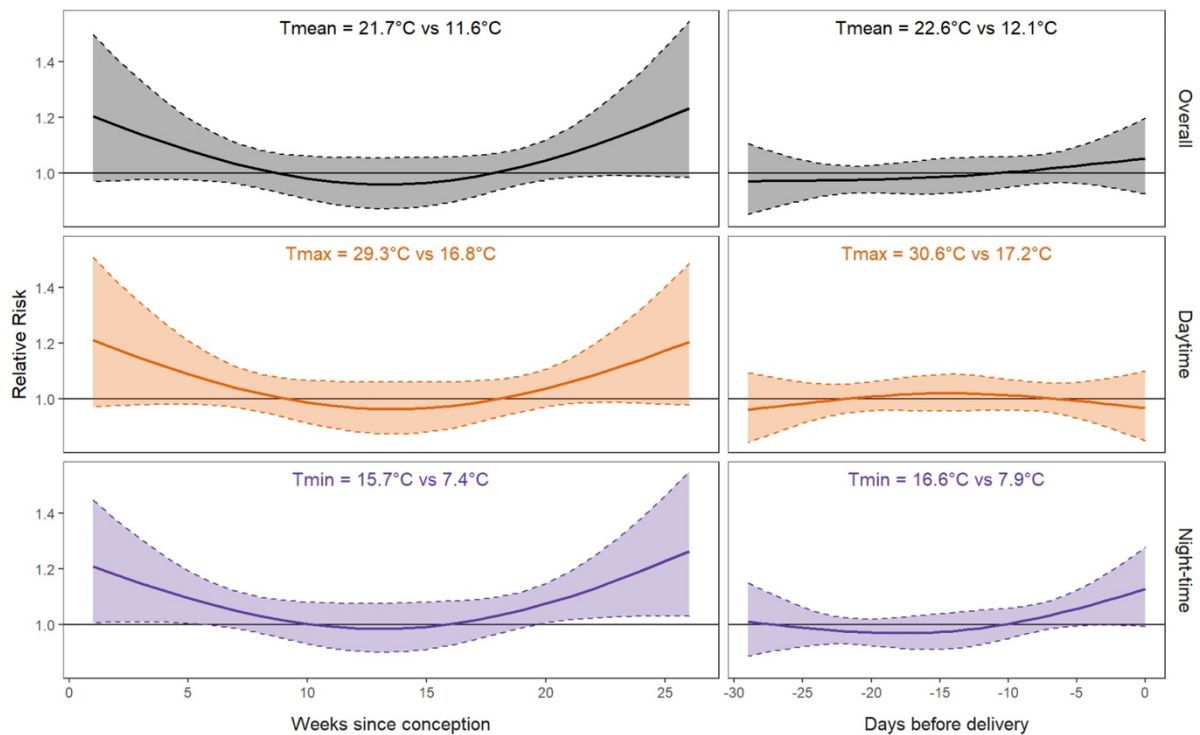 Tmean = 21.7°C vs 11.6°C
Tmean = 22.6°C vs 12.1°C
Overall
1.4
1.2
1.0
Tmax = 29.3°C vs 16.8°C
Tmax = 30.6°C vs 17.2°C
Daytime
Relative Risk
1.4
1.2
1.0
Tmin = 15.7°C vs 7.4°C
Tmin = 16.6°C vs 7.9°C
Night-time
1.4
1.2
1.0
0 5 10 15 20 25
-30 -25 -20 -15 -10 -5 0
Weeks since conception
Days before delivery